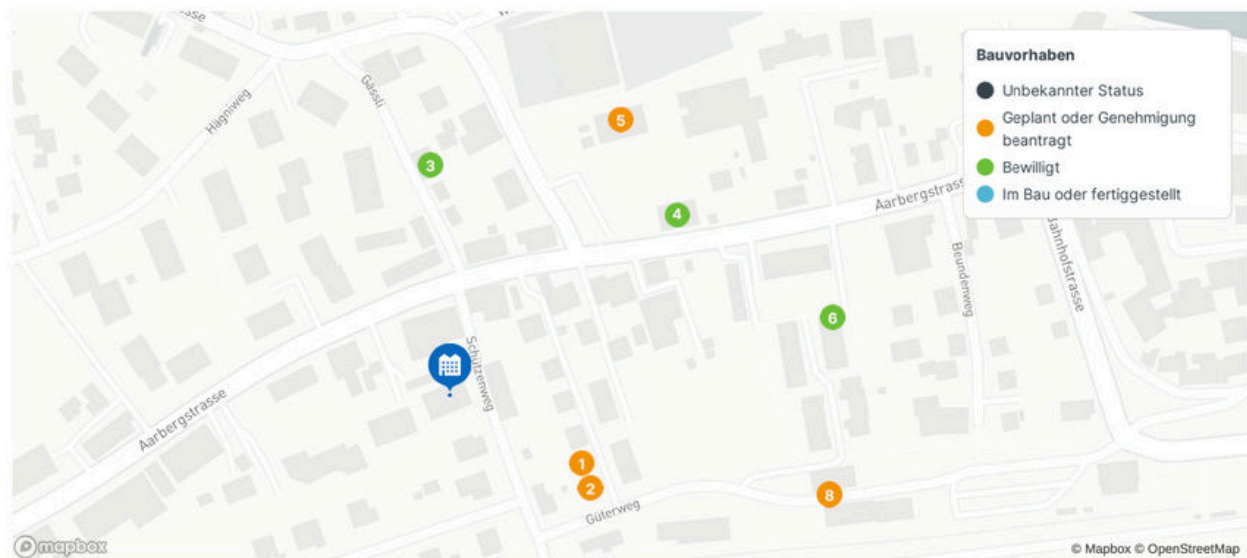 sse
W
Bauvorhaben
Unbekannter Status
Geplant oder Genehmigung
beantragt
Bewilligt
Im Bau oder fertiggestellt
Gässli
Hägniweg
5
3
4
Aarbergstrasse
Bahnhofstrasse
Beundenweg
6
Schützenweg
Aarbergstrasse
1
2
8
Güterweg
mapbox
© Mapbox © OpenStreetMap